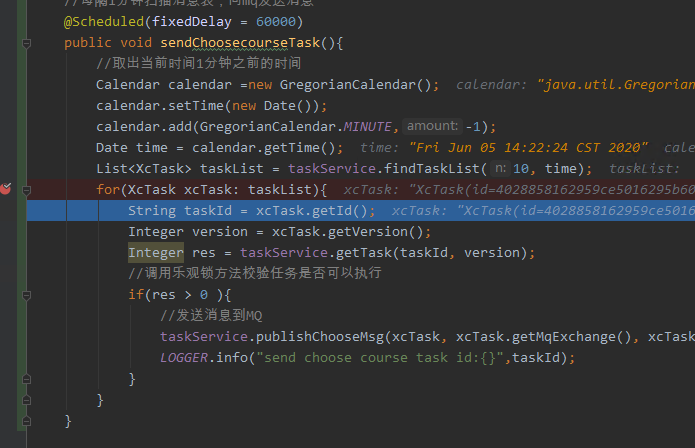 //每隔1分钟扫描消息表，向mq发送消息
@Scheduled(fixedDelay = 60000)
public void sendChoosecourseTask(){
//取出当前时间1分钟之前的时间
Calendar calendar =new GregorianCalendar(); calendar: "java.util.Gregorian
calendar.setTime(new Date());
calendar.add(GregorianCalendar.MINUTE, amount: -1);
Date time = calendar.getTime(); time: "Fri Jun 05 14:22:24 CST 2020" cale
List<XcTask> taskList = taskService.findTaskList( n: 10, time); taskList:
for(XcTask xcTask: taskList){ xcTask: "XcTask(id=4028858162959ce5016295b60
String taskId = xcTask.getId(); xcTask: "XcTask(id=4028858162959ce5016
Integer version = xcTask.getVersion();
Integer res = taskService.getTask(taskId, version);
//调用乐观锁方法校验任务是否可以执行
if(res > 0 ){
//发送消息到MQ
taskService.publishChooseMsg(xcTask, xcTask.getMqExchange(), xcTask
LOGGER.info("send choose course task id:{}",taskId);
}
}
}